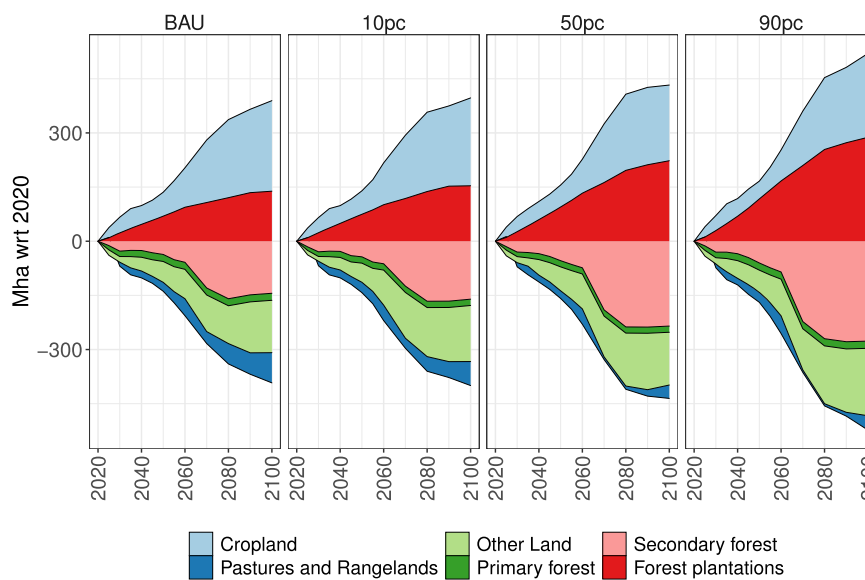 BAU 10pc 50pc 90pc
Mha wrt 2020
300
0
−300
2020 2040 2060 2080 2100 2020 2040 2060 2080 2100 2020 2040 2060 2080 2100 2020 2040 2060 2080 2100
Cropland Other Land Secondary forest
Pastures and Rangelands Primary forest Forest plantations